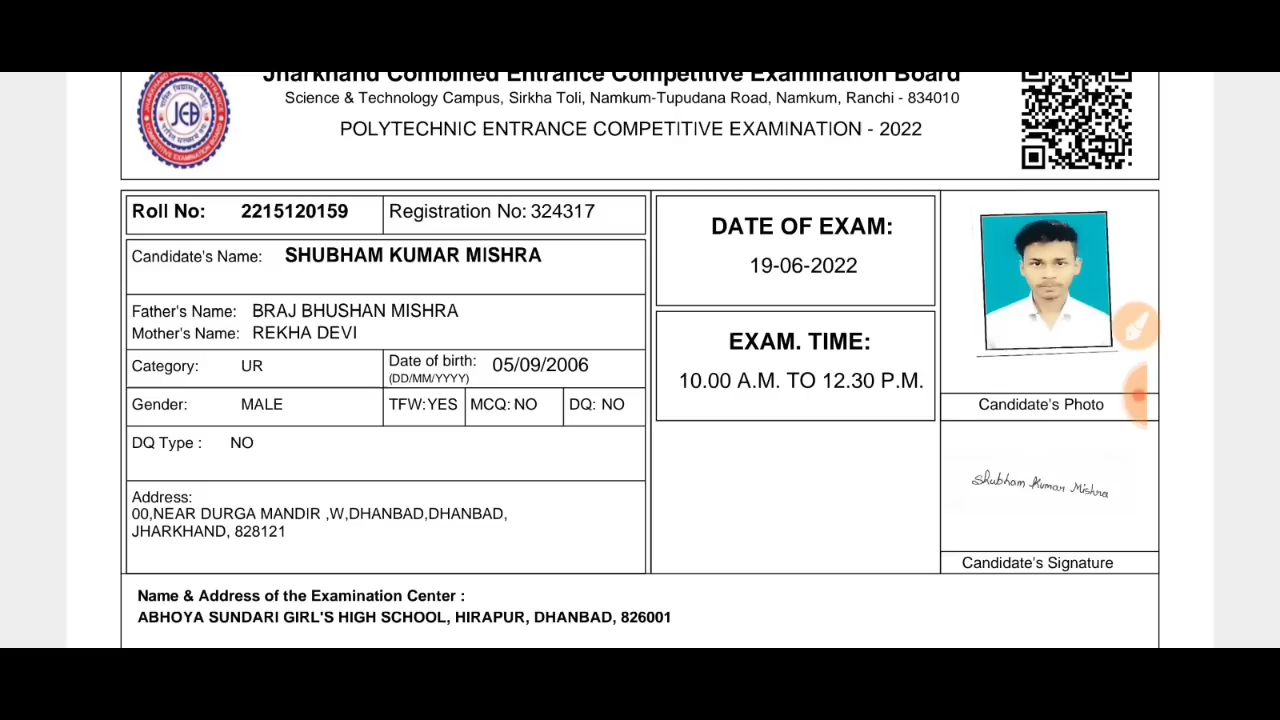 Jharkhand Combined Entrance Competitive Examination Board
Science & Technology Campus, Sirkha Toli, Namkum-Tupudana Road, Namkum, Ranchi - 834010
POLYTECHNIC ENTRANCE COMPETITIVE EXAMINATION - 2022
JEB
Roll No: 2215120159 Registration No: 324317
Candidate's Name: SHUBHAM KUMAR MISHRA
Father's Name: BRAJ BHUSHAN MISHRA
Mother's Name: REKHA DEVI
Category: UR Date of birth: 05/09/2006
(DD/MM/YYYY)
Gender: MALE TFW: YES MCQ: NO DQ: NO
DQ Type : NO
Address:
00,NEAR DURGA MANDIR ,W,DHANBAD,DHANBAD,
JHARKHAND, 828121
DATE OF EXAM:
19-06-2022
EXAM. TIME:
10.00 A.M. TO 12.30 P.M.
Candidate's Photo
Shubham Kumar Mishra
Candidate's Signature
Name & Address of the Examination Center :
ABHOYA SUNDARI GIRL'S HIGH SCHOOL, HIRAPUR, DHANBAD, 826001